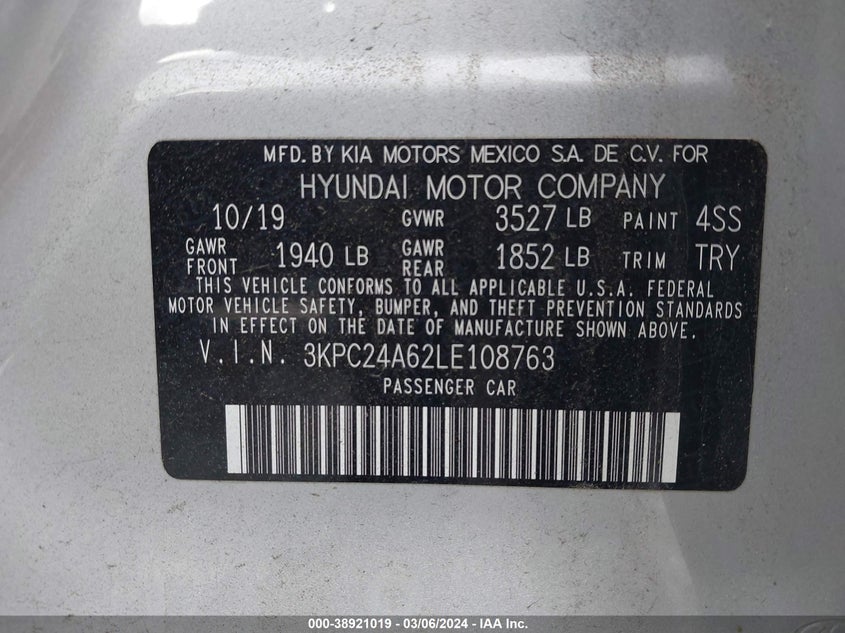 MFD. BY KIA MOTORS MEXICO S.A. DE C.V. FOR
HYUNDAI MOTOR COMPANY
10/19 GVWR 3527 LB PAINT 4SS
GAWR FRONT 1940 LB GAWR REAR 1852 LB TRIM TRY
THIS VEHICLE CONFORMS TO ALL APPLICABLE U.S.A. FEDERAL
MOTOR VEHICLE SAFETY, BUMPER, AND THEFT PREVENTION STANDARDS
IN EFFECT ON THE DATE OF MANUFACTURE SHOWN ABOVE.
V.I.N. 3KPC24A62LE108763
PASSENGER CAR
000-38921019 - 03/06/2024 - IAA Inc.